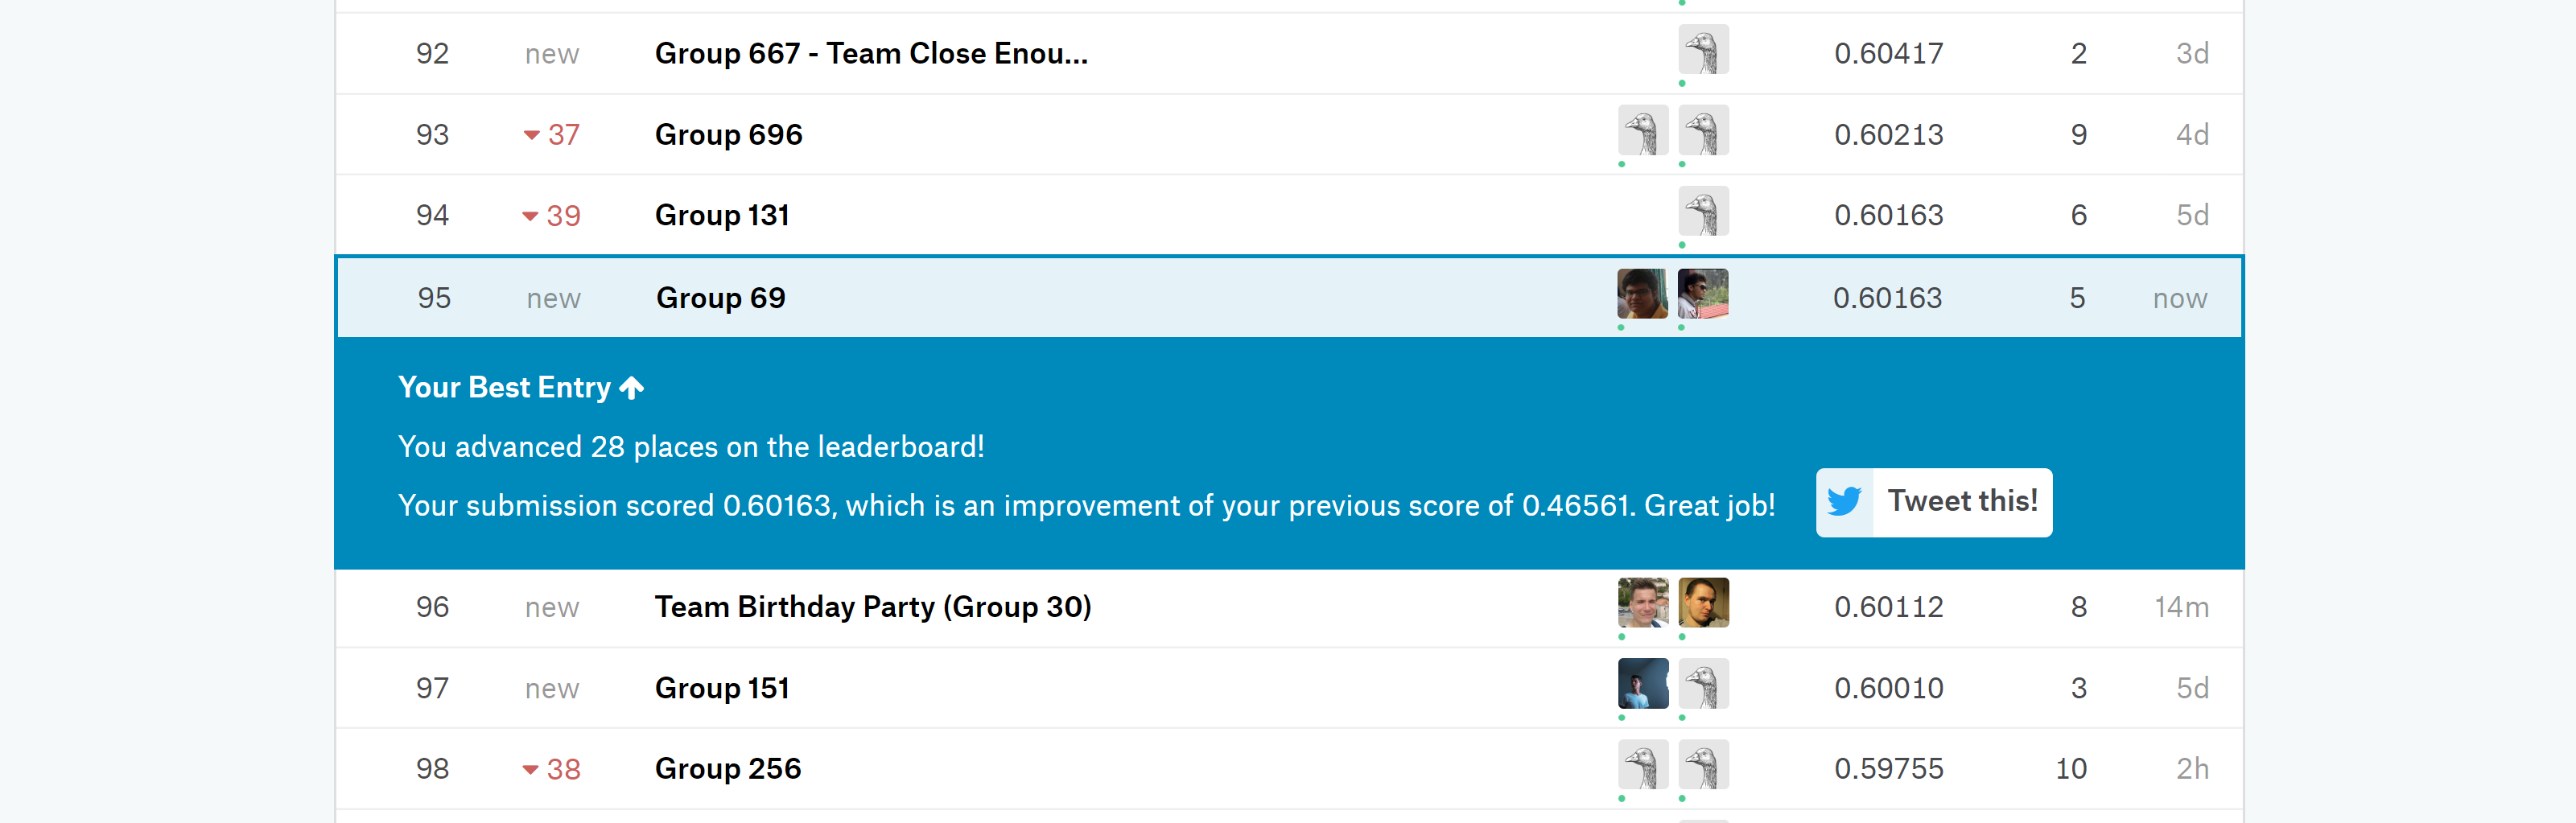 92 new Group 667 - Team Close Enou... 0.60417 2 3d
93 37 Group 696 0.60213 9 4d
94 39 Group 131 0.60163 6 5d
95 new Group 69 0.60163 5 now
Your Best Entry
You advanced 28 places on the leaderboard!
Your submission scored 0.60163, which is an improvement of your previous score of 0.46561. Great job! Tweet this!
96 new Team Birthday Party (Group 30) 0.60112 8 14m
97 new Group 151 0.60010 3 5d
98 38 Group 256 0.59755 10 2h